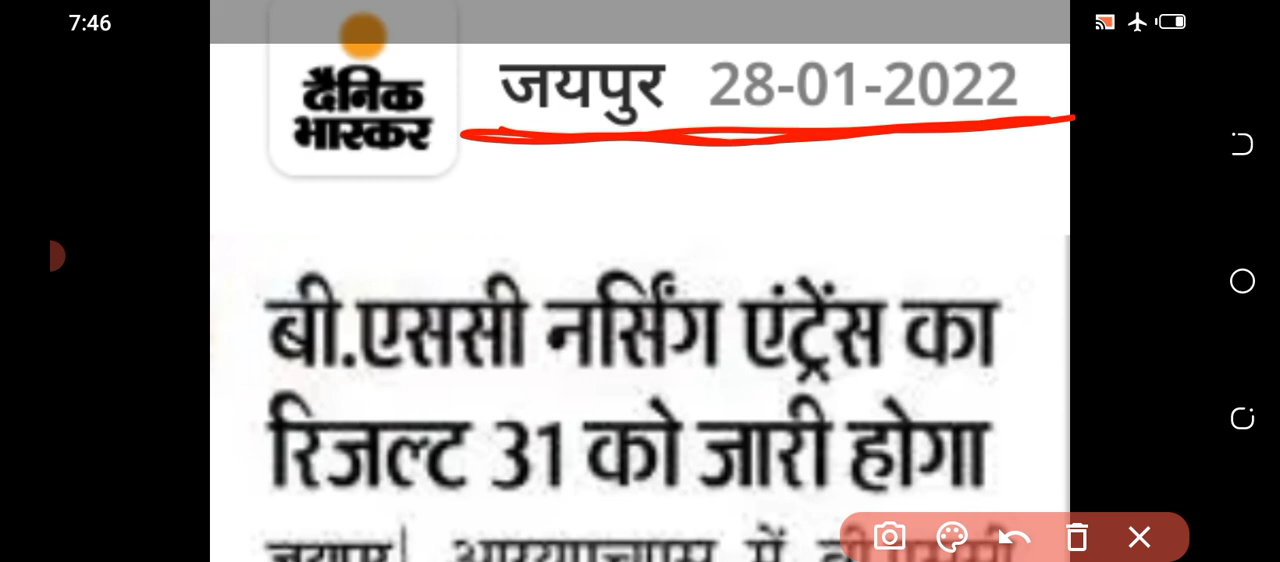 7:46
दैनिक
भास्कर
जयपुर 28-01-2022
बी.एससी नर्सिंग एंट्रेंस का
रिजल्ट 31 को जारी होगा